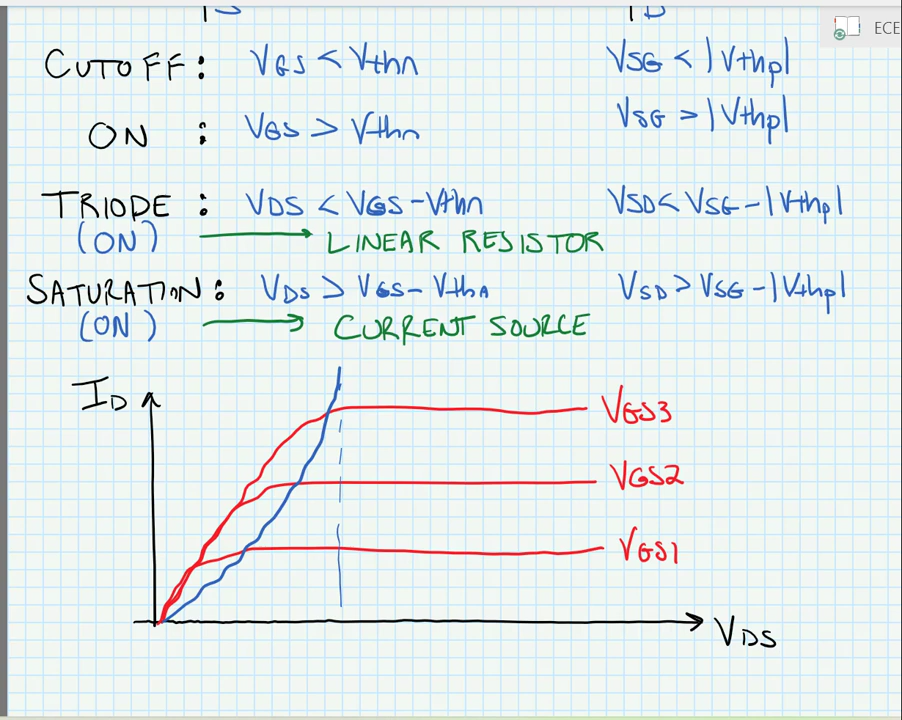 ECE
CUTOFF: VGS < Vthn VSG < |Vthp|
ON : VGS > Vthn VSG > |Vthp|
TRIODE : VDS < VGS - Vthn VSD < VSG - |Vthp|
(ON) → LINEAR RESISTOR
SATURATION: VDS > VGS - Vthn VSD > VSG - |Vthp|
(ON) → CURRENT SOURCE
ID
VGS3
VGS2
VGS1
VDS